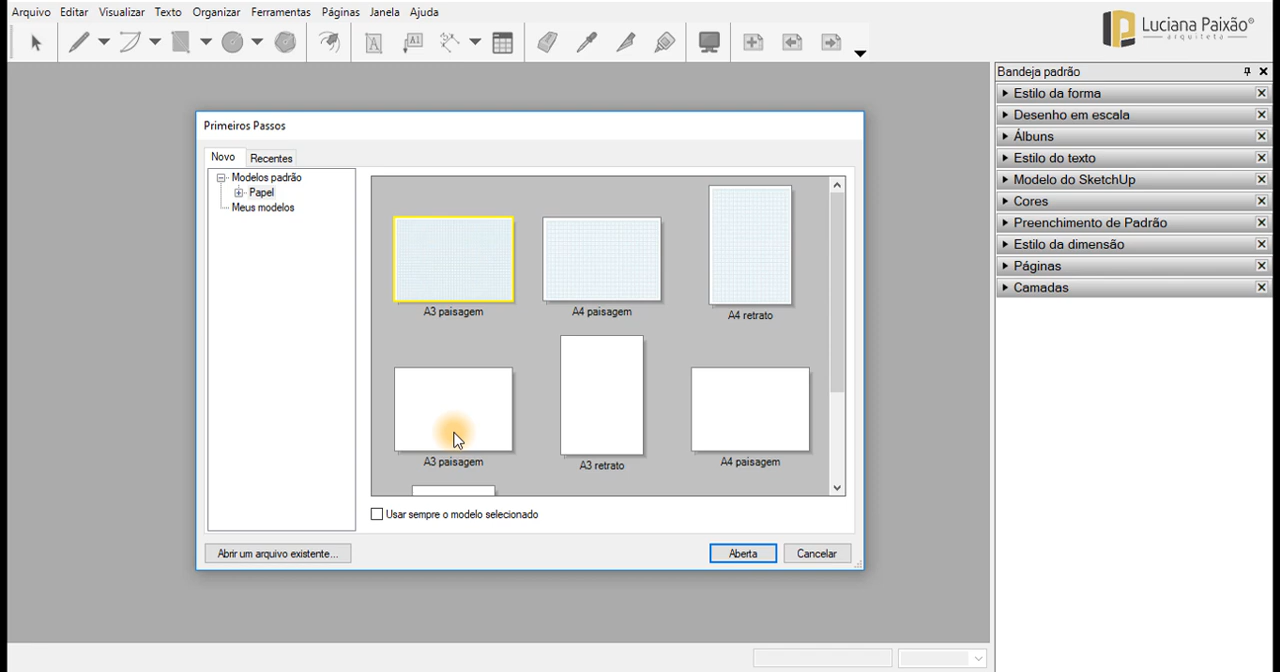 Arquivo Editar Visualizar Texto Organizar Ferramentas Páginas Janela Ajuda
Luciana Paixão®
arquiteta
Bandeja padrão
Estilo da forma
Desenho em escala
Álbuns
Estilo do texto
Modelo do SketchUp
Cores
Preenchimento de Padrão
Estilo da dimensão
Páginas
Camadas
Primeiros Passos
Novo Recentes
Modelos padrão
Papel
Meus modelos
A3 paisagem A4 paisagem A4 retrato
A3 paisagem A3 retrato A4 paisagem
Usar sempre o modelo selecionado
Abrir um arquivo existente... Aberta Cancelar